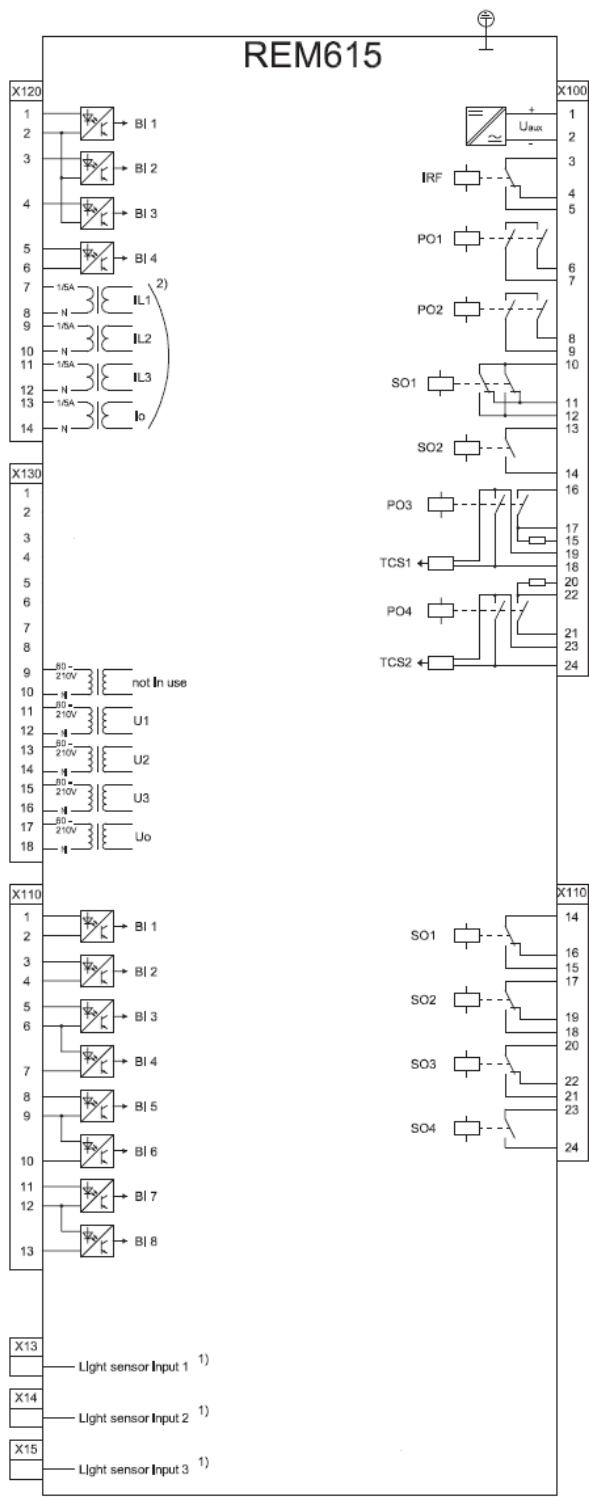 REM615
X120
1
2
3
4
5
6
7
8
9
10
11
12
13
14
BI 1
BI 2
BI 3
BI 4
1/5A
N
IL1
2)
1/5A
N
IL2
1/5A
N
IL3
1/5A
N
Io
X130
1
2
3
4
5
6
7
8
9
10
11
12
13
14
15
16
17
18
60 -
210V
N
not in use
60 -
210V
N
U1
60 -
210V
N
U2
60 -
210V
N
U3
60 -
210V
N
Uo
X110
1
2
3
4
5
6
7
8
9
10
11
12
13
BI 1
BI 2
BI 3
BI 4
BI 5
BI 6
BI 7
BI 8
X13
Light sensor input 1 1)
X14
Light sensor input 2 1)
X15
Light sensor input 3 1)
X100
+
Uaux
-
1
2
IRF
3
4
5
PO1
6
7
PO2
8
9
SO1
10
11
12
SO2
13
14
PO3
16
17
15
19
18
TCS1
20
22
PO4
21
23
TCS2
24
X110
SO1
14
16
15
SO2
17
19
18
SO3
20
22
21
SO4
23
24